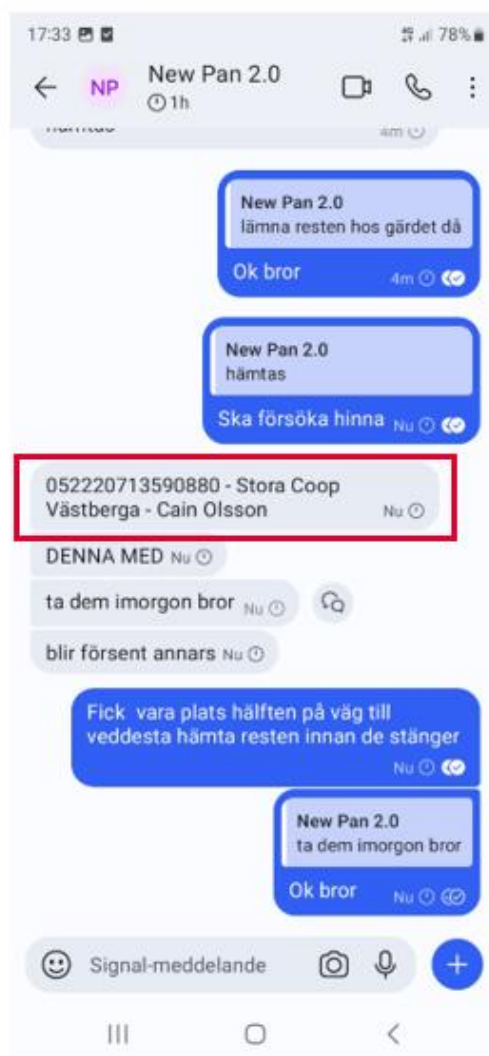 17:33 78%
NP New Pan 2.0
1h
4m
New Pan 2.0
lämna resten hos gärdet då
Ok bror 4m
New Pan 2.0
hämtas
Ska försöka hinna Nu
052220713590880 - Stora Coop
Västberga - Cain Olsson Nu
DENNA MED Nu
ta dem imorgon bror Nu
blir försent annars Nu
Fick vara plats hälften på väg till
veddesta hämta resten innan de stänger
Nu
New Pan 2.0
ta dem imorgon bror
Ok bror Nu
Signal-meddelande